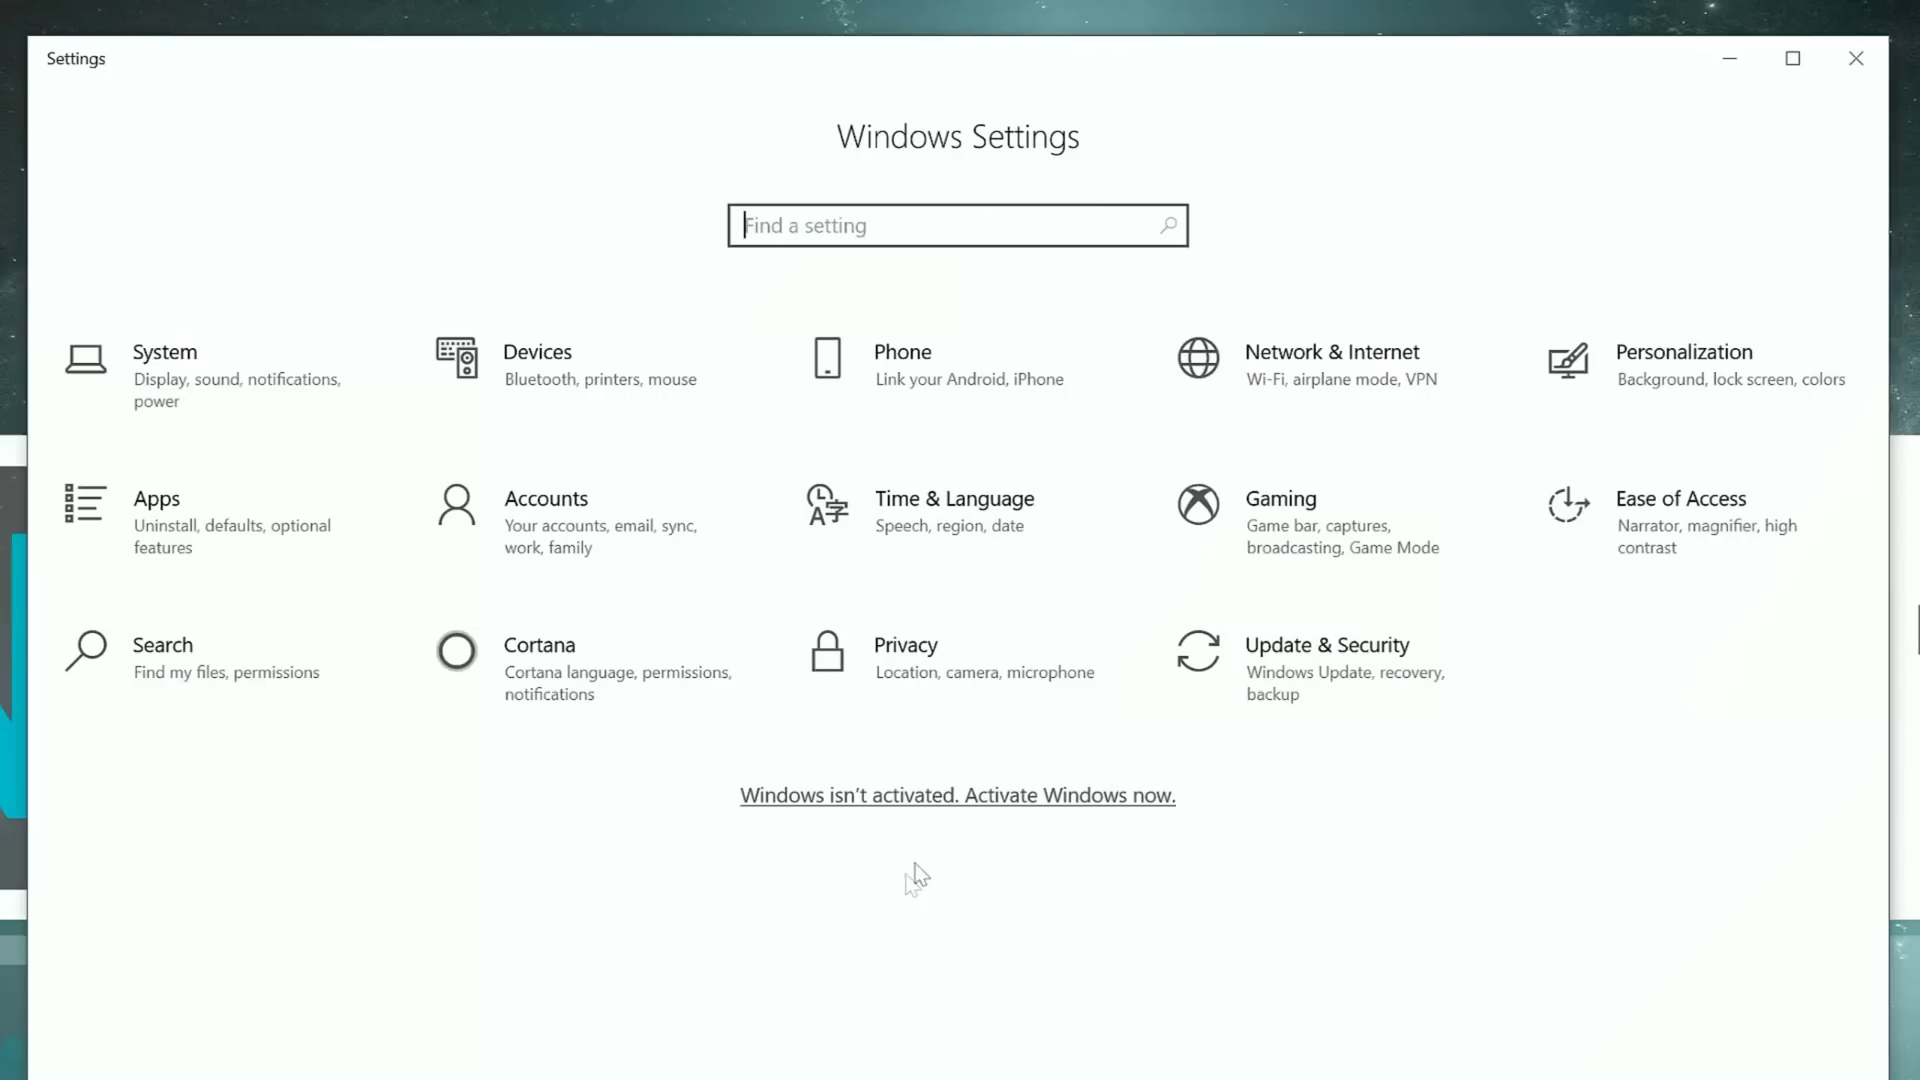 Settings
Windows Settings
Find a setting
System
Display, sound, notifications,
power
Devices
Bluetooth, printers, mouse
Phone
Link your Android, iPhone
Network & Internet
Wi-Fi, airplane mode, VPN
Personalization
Background, lock screen, colors
Apps
Uninstall, defaults, optional
features
Accounts
Your accounts, email, sync,
work, family
Time & Language
Speech, region, date
Gaming
Game bar, captures,
broadcasting, Game Mode
Ease of Access
Narrator, magnifier, high
contrast
Search
Find my files, permissions
Cortana
Cortana language, permissions,
notifications
Privacy
Location, camera, microphone
Update & Security
Windows Update, recovery,
backup
Windows isn't activated. Activate Windows now.